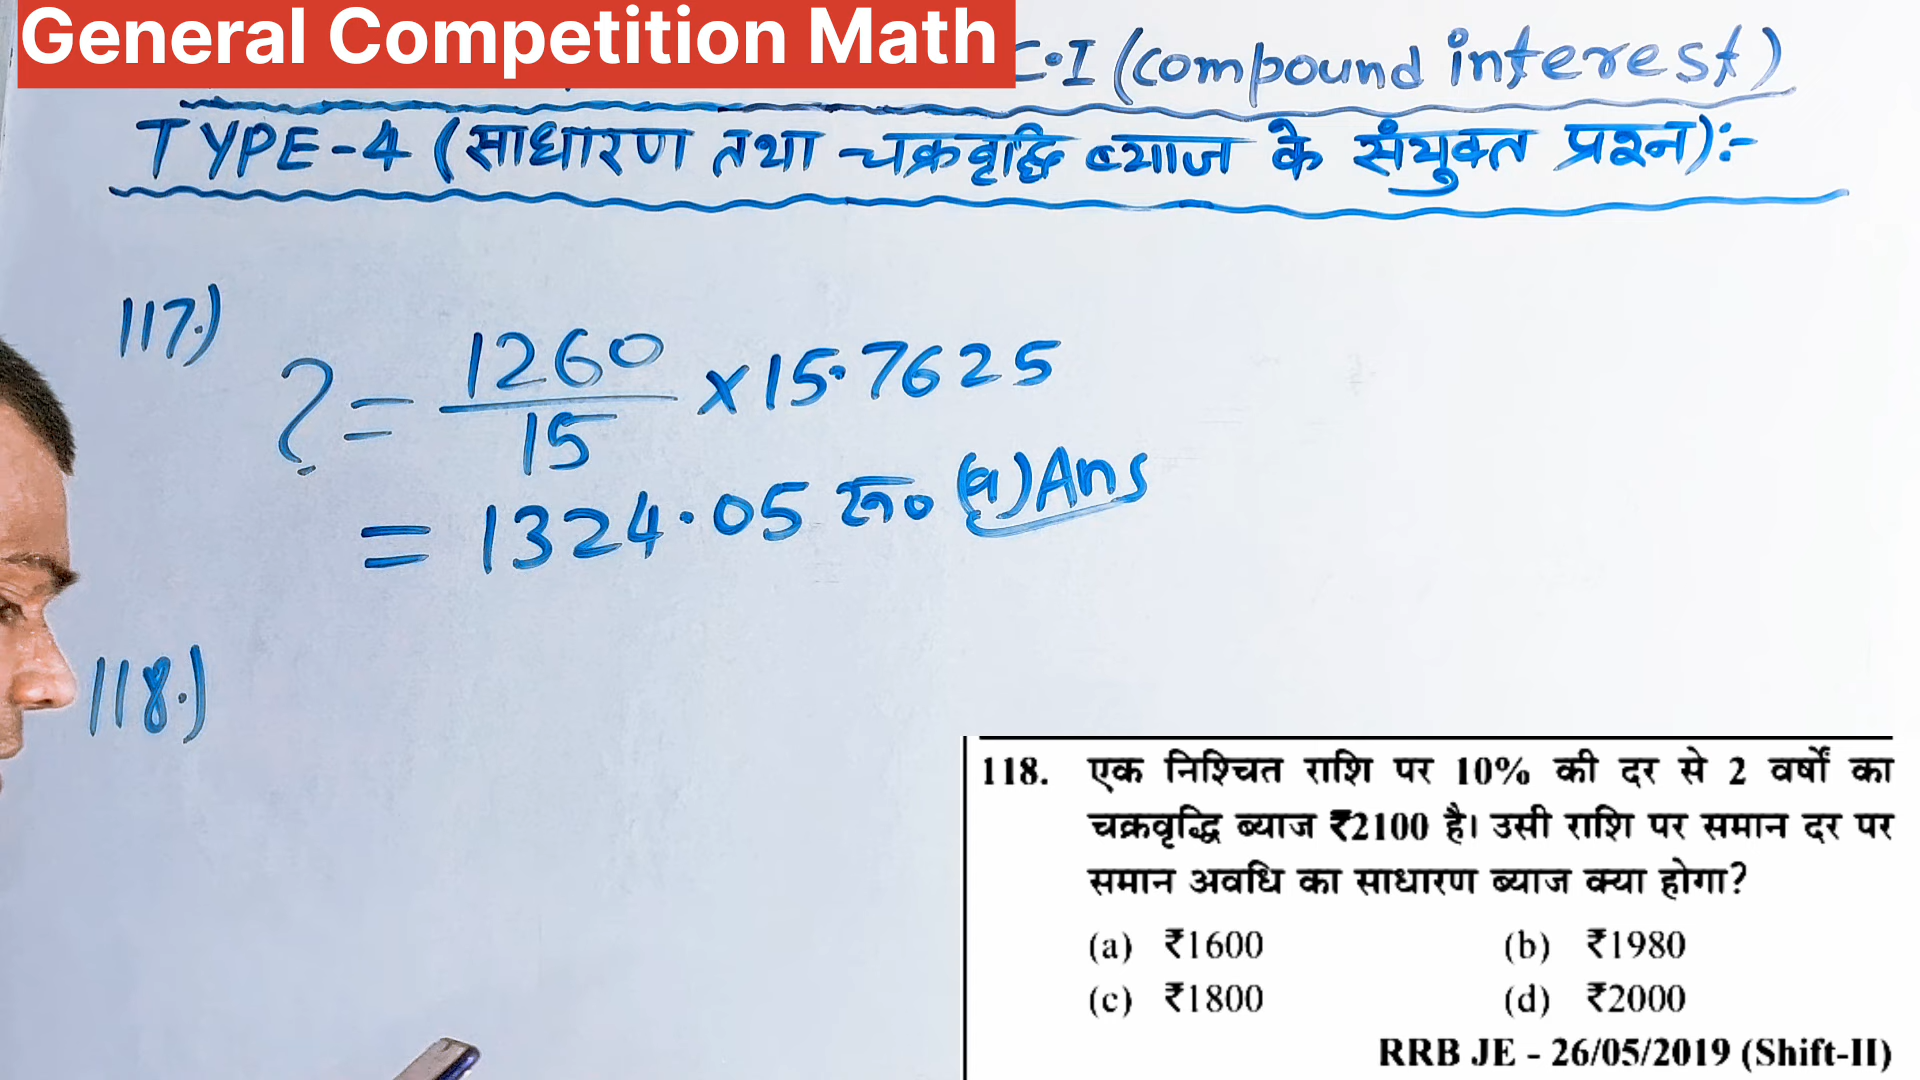 General Competition Math
C.I (compound interest)
TYPE-4 (साधारण तथा चक्रवृद्धि ब्याज के संयुक्त प्रश्न):-
117.)
? = 1260/15 × 15.7625
= 1324.05 रू० (a) Ans
118.)
118. एक निश्चित राशि पर 10% की दर से 2 वर्षों का
चक्रवृद्धि ब्याज ₹2100 है। उसी राशि पर समान दर पर
समान अवधि का साधारण ब्याज क्या होगा?
(a) ₹1600 (b) ₹1980
(c) ₹1800 (d) ₹2000
RRB JE - 26/05/2019 (Shift-II)